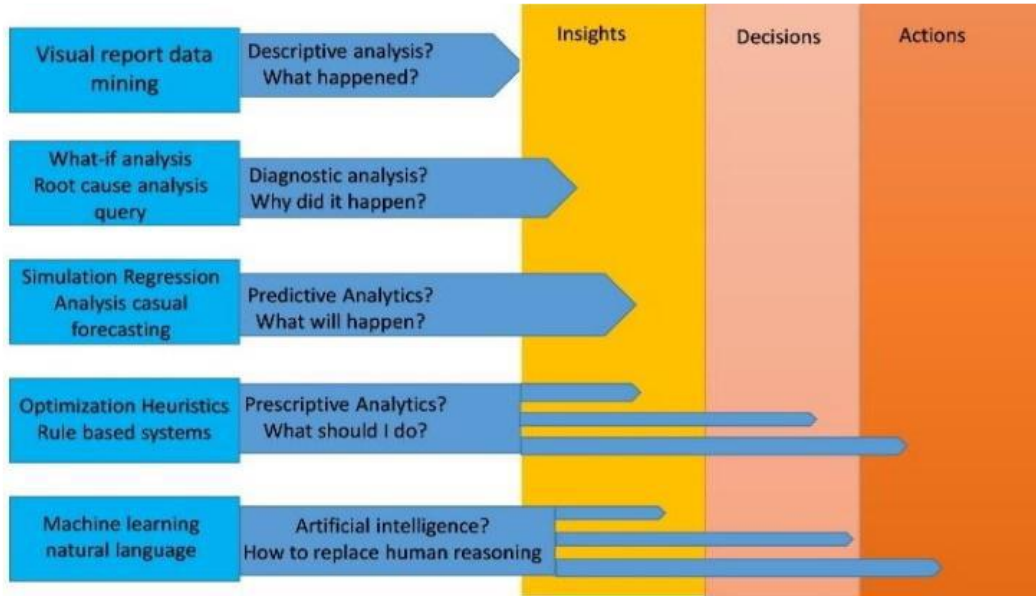 Insights
Decisions
Actions
Visual report data
mining
Descriptive analysis?
What happened?
What-if analysis
Root cause analysis
query
Diagnostic analysis?
Why did it happen?
Simulation Regression
Analysis casual
forecasting
Predictive Analytics?
What will happen?
Optimization Heuristics
Rule based systems
Prescriptive Analytics?
What should I do?
Machine learning
natural language
Artificial intelligence?
How to replace human reasoning